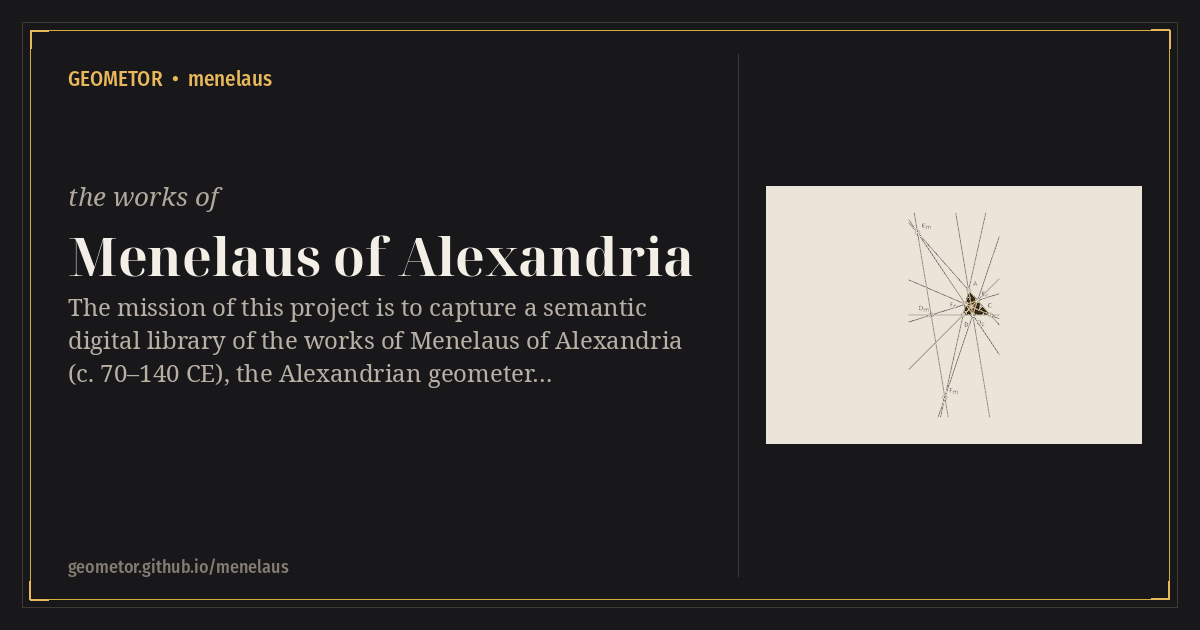 GEOMETOR • menelaus
the works of
Menelaus of Alexandria
The mission of this project is to capture a semantic
digital library of the works of Menelaus of Alexandria
(c. 70–140 CE), the Alexandrian geometer...
A
C
B
geometor.github.io/menelaus